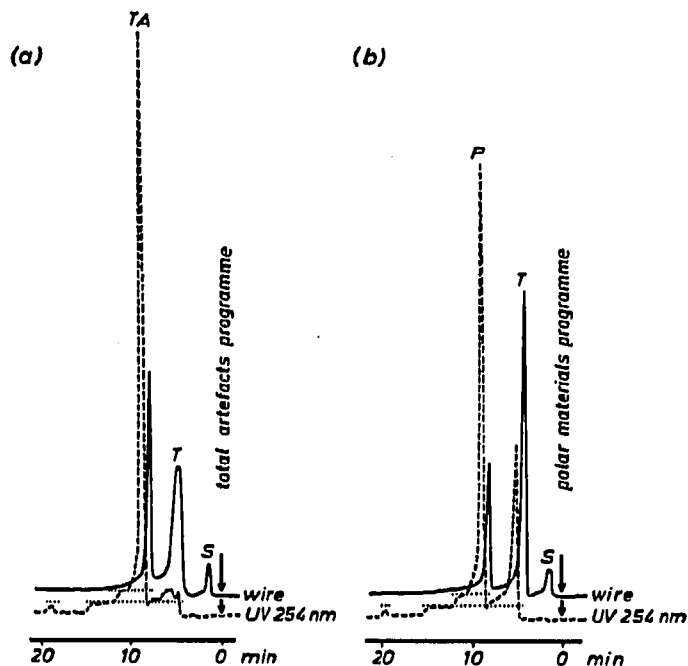 (a)
TA
T
S
total artefacts programme
wire
UV 254 nm
20 10 0 min
(b)
P
T
S
polar materials programme
wire
UV 254 nm
20 10 0 min